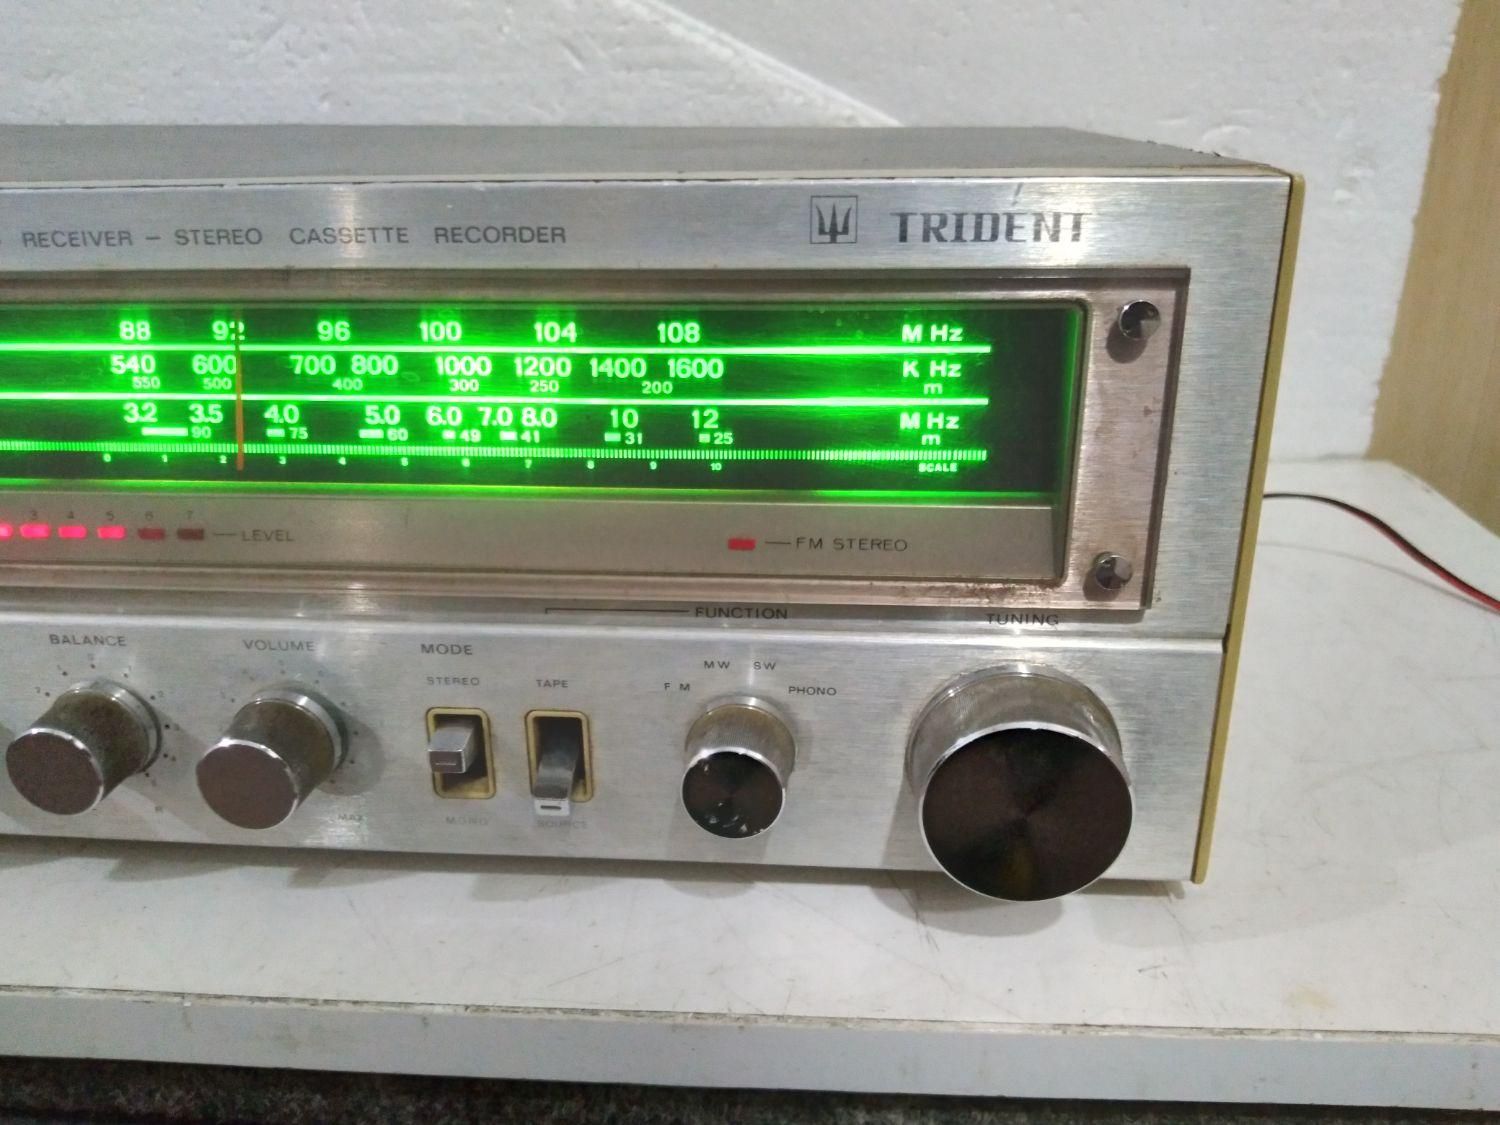 RECEIVER – STEREO CASSETTE RECORDER
TRIDENT
88 92 96 100 104 108 MHz
540 600 700 800 1000 1200 1400 1600 KHz
550 500 400 300 250 200 m
3.2 3.5 4.0 5.0 6.0 7.0 8.0 10 12 MHz
90 75 60 49 41 31 25 m
0 1 2 3 4 5 6 7 8 9 10 SCALE
3 4 5 6 7 LEVEL
FM STEREO
FUNCTION
TUNING
BALANCE
VOLUME
MODE
STEREO
TAPE
FM MW SW PHONO
R
MAX
MONO
SOURCE